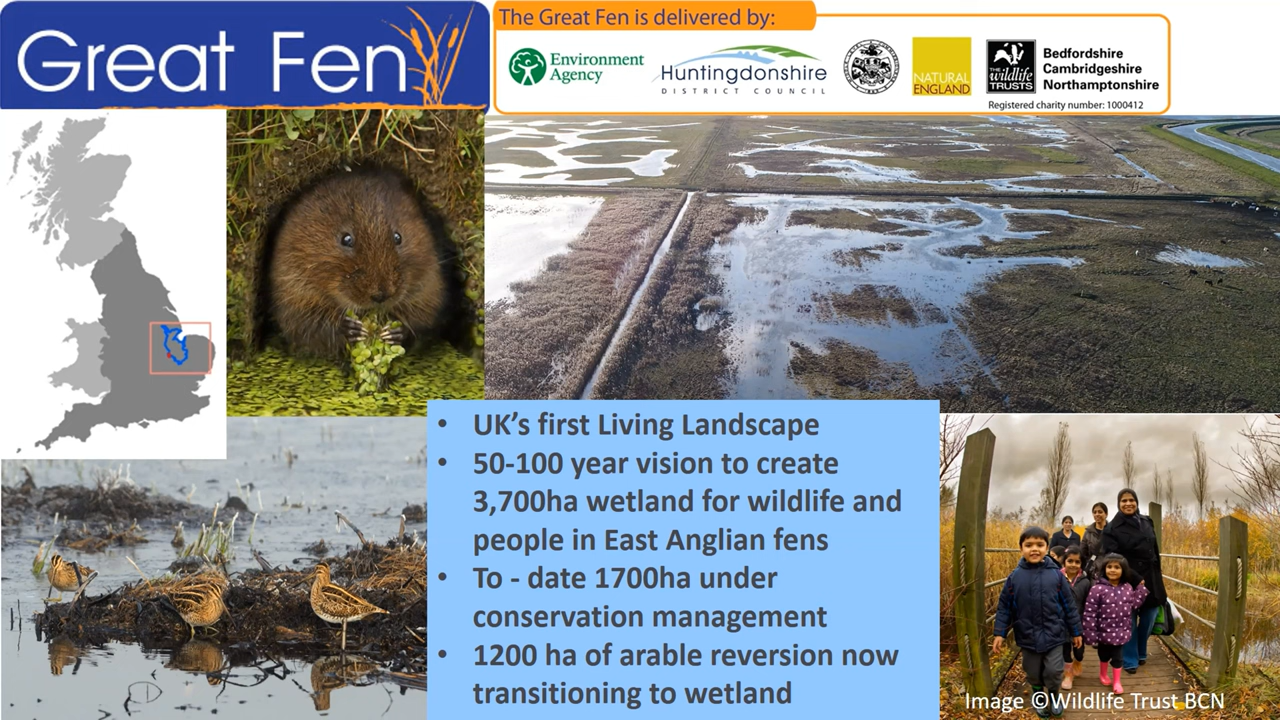 Great Fen
The Great Fen is delivered by:
Environment
Agency
Huntingdonshire
DISTRICT COUNCIL
NATURAL
ENGLAND
THE
wildlife
TRUSTS
Bedfordshire
Cambridgeshire
Northamptonshire
Registered charity number: 1000412
• UK’s first Living Landscape
• 50-100 year vision to create
3,700ha wetland for wildlife and
people in East Anglian fens
• To - date 1700ha under
conservation management
• 1200 ha of arable reversion now
transitioning to wetland
Image ©Wildlife Trust BCN